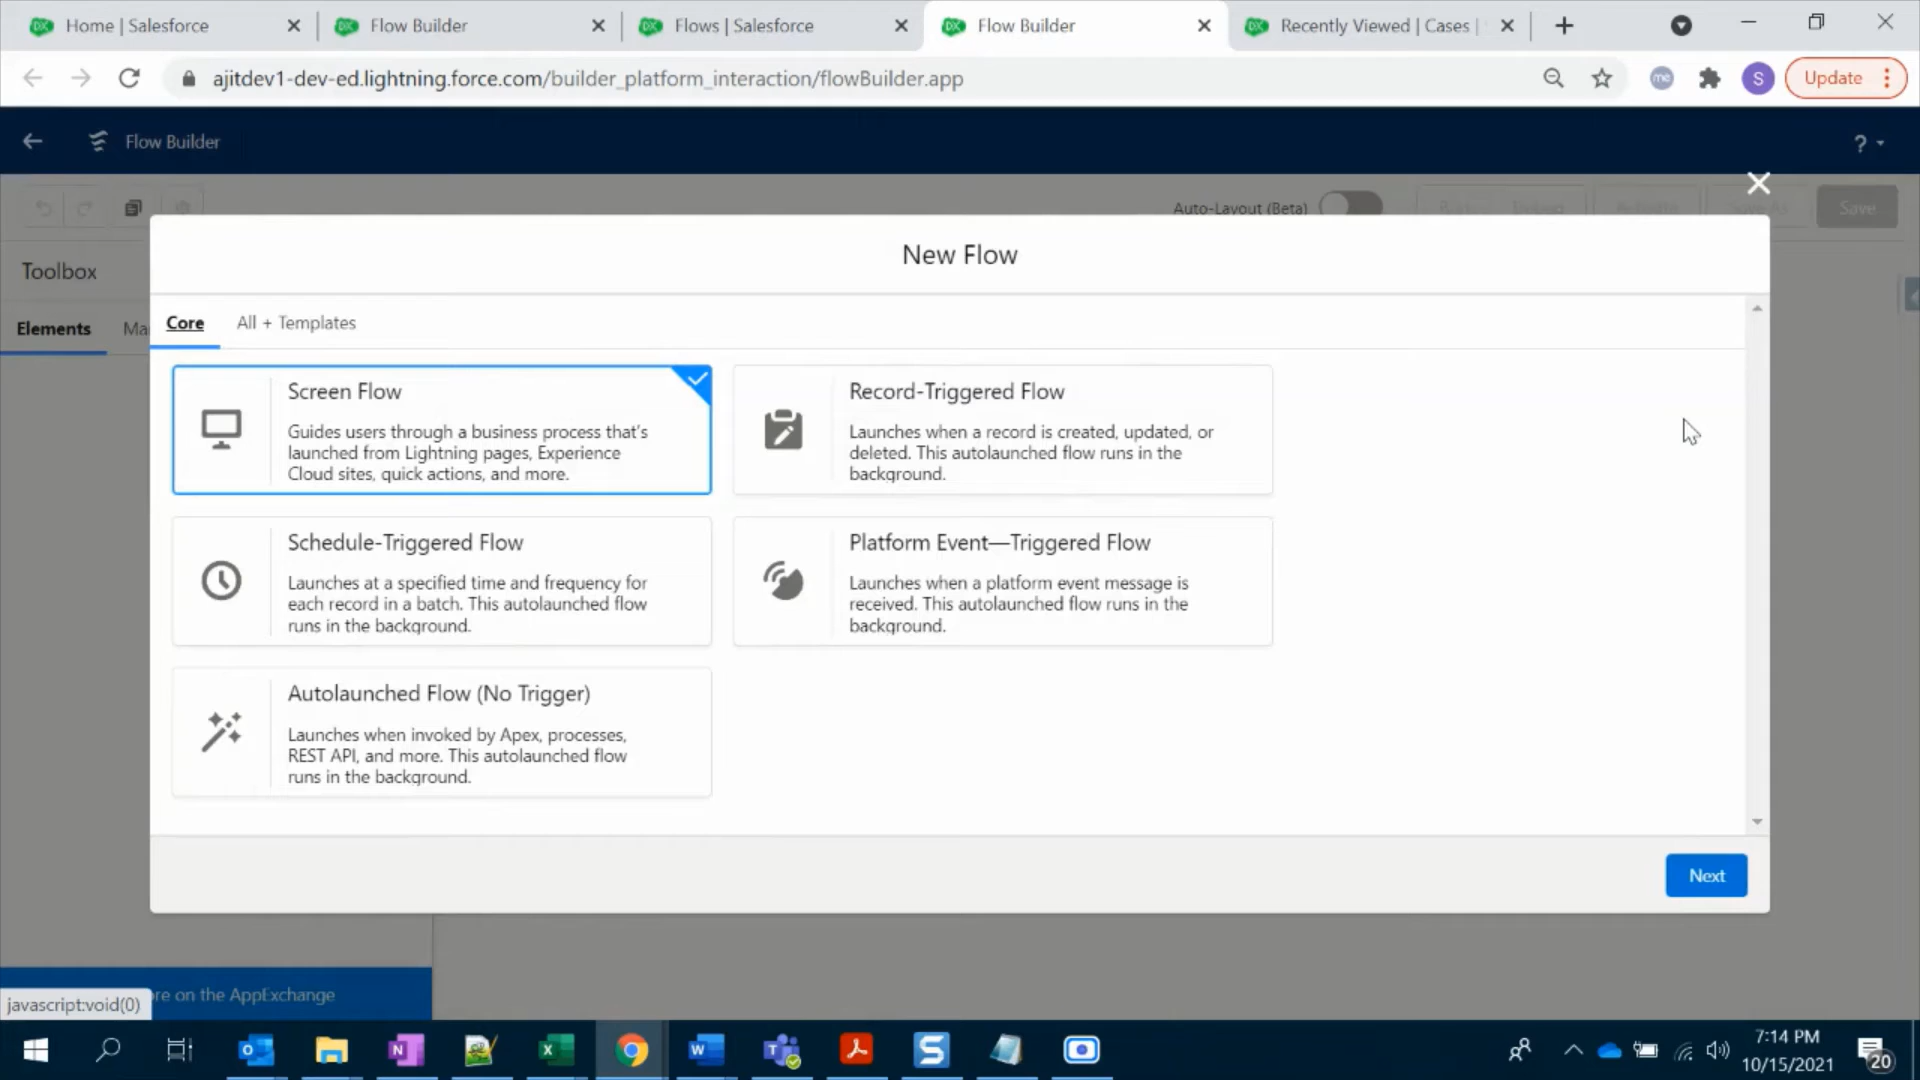 Home | Salesforce
Flow Builder
Flows | Salesforce
Flow Builder
Recently Viewed | Cases |
ajitdev1-dev-ed.lightning.force.com/builder_platform_interaction/flowBuilder.app
me
S
Update
Flow Builder
?
Auto-Layout (Beta)
Save
Toolbox
New Flow
Elements
Ma
Core
All + Templates
Screen Flow
Guides users through a business process that's
launched from Lightning pages, Experience
Cloud sites, quick actions, and more.
Record-Triggered Flow
Launches when a record is created, updated, or
deleted. This autolaunched flow runs in the
background.
Schedule-Triggered Flow
Launches at a specified time and frequency for
each record in a batch. This autolaunched flow
runs in the background.
Platform Event—Triggered Flow
Launches when a platform event message is
received. This autolaunched flow runs in the
background.
Autolaunched Flow (No Trigger)
Launches when invoked by Apex, processes,
REST API, and more. This autolaunched flow
runs in the background.
Next
re on the AppExchange
javascript:void(0)
7:14 PM
10/15/2021
20